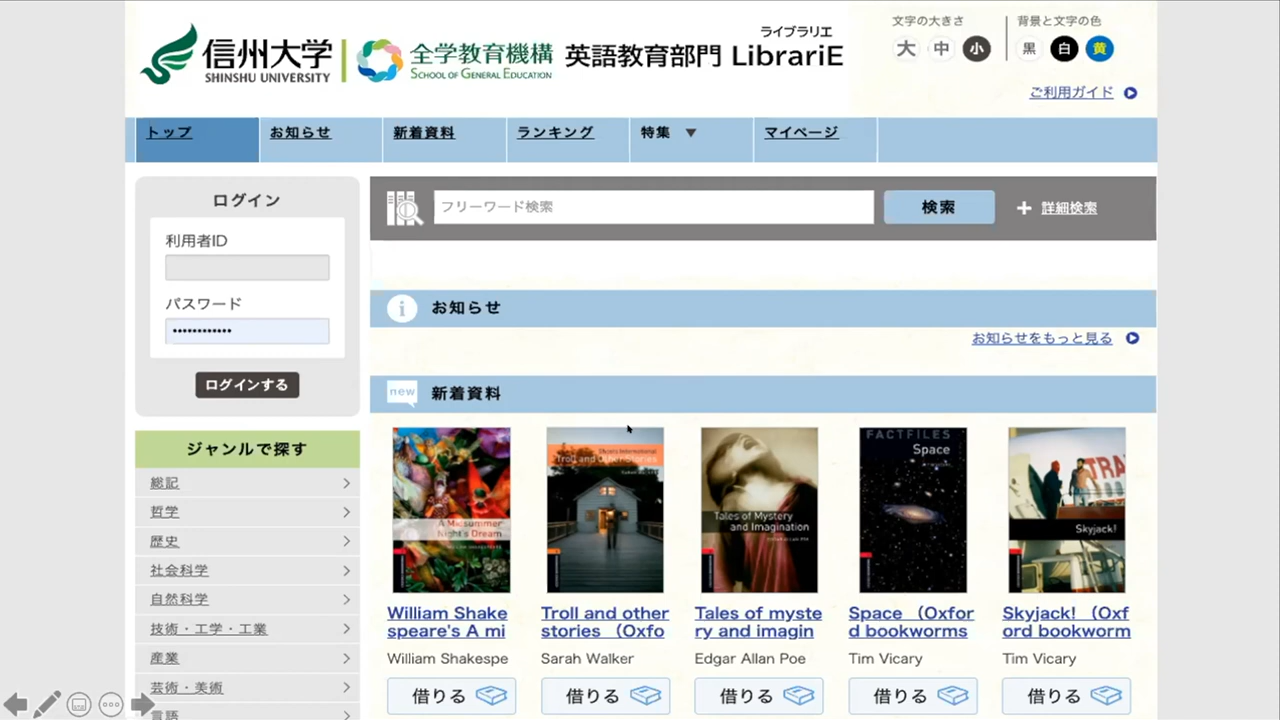 信州大学
SHINSHU UNIVERSITY
全学教育機構
SCHOOL OF GENERAL EDUCATION
ライブラリエ
英語教育部門 LibrariE
文字の大きさ
大 中 小
背景と文字の色
黒 白 黄
ご利用ガイド
トップ
お知らせ
新着資料
ランキング
特集 ▼
マイページ
ログイン
利用者ID
パスワード
••••••••••••
ログインする
ジャンルで探す
総記
哲学
歴史
社会科学
自然科学
技術・工学・工業
産業
芸術・美術
言語
フリーワード検索
検索
+ 詳細検索
お知らせ
お知らせをもっと見る
new
新着資料
A Midsummer
Night's Dream
WILLIAM SHAKESPEARE
Troll and Other Stories
Tales of Mystery
and Imagination
FACTFILES
Space
Skyjack!
William Shake
speare's A mi
William Shakespe
借りる
Troll and other
stories （Oxfo
Sarah Walker
借りる
Tales of myste
ry and imagin
Edgar Allan Poe
借りる
Space （Oxfor
d bookworms
Tim Vicary
借りる
Skyjack! （Oxf
ord bookworm
Tim Vicary
借りる